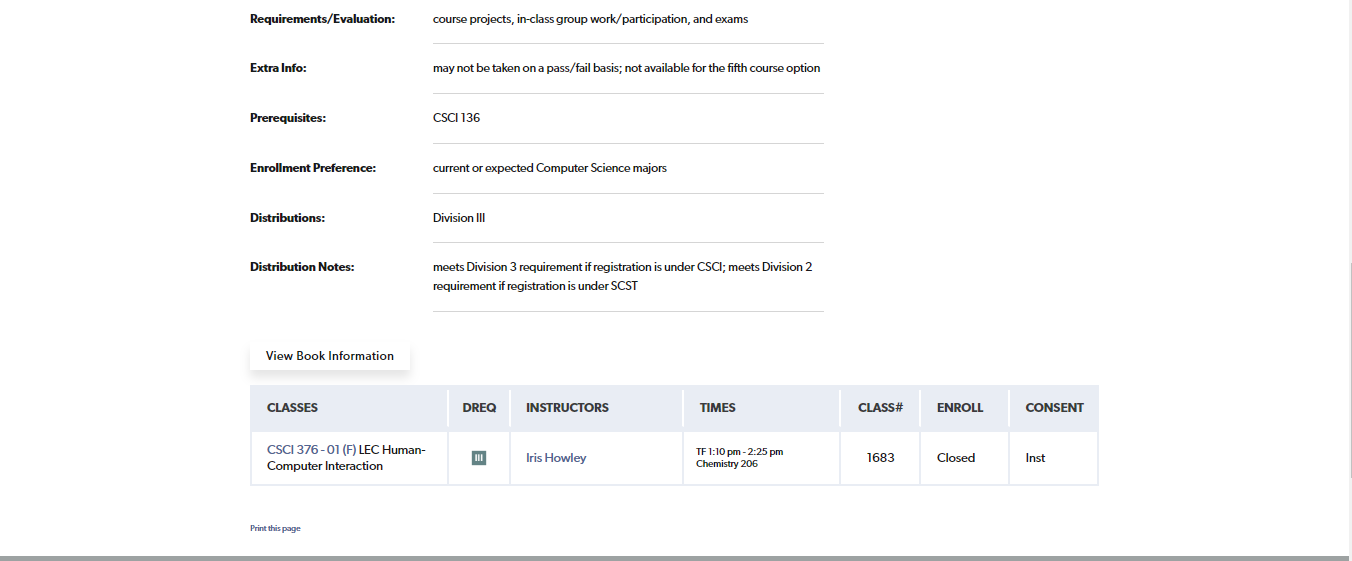 Requirements/Evaluation: course projects, in-class group work/participation, and exams
Extra Info: may not be taken on a pass/fail basis; not available for the fifth course option
Prerequisites: CSCI 136
Enrollment Preference: current or expected Computer Science majors
Distributions: Division III
Distribution Notes: meets Division 3 requirement if registration is under CSCI; meets Division 2
requirement if registration is under SCST
View Book Information
CLASSES DREQ INSTRUCTORS TIMES CLASS# ENROLL CONSENT
CSCI 376 - 01 (F) LEC Human-
Computer Interaction
III
Iris Howley
TF 1:10 pm - 2:25 pm
Chemistry 206
1683
Closed
Inst
Print this page